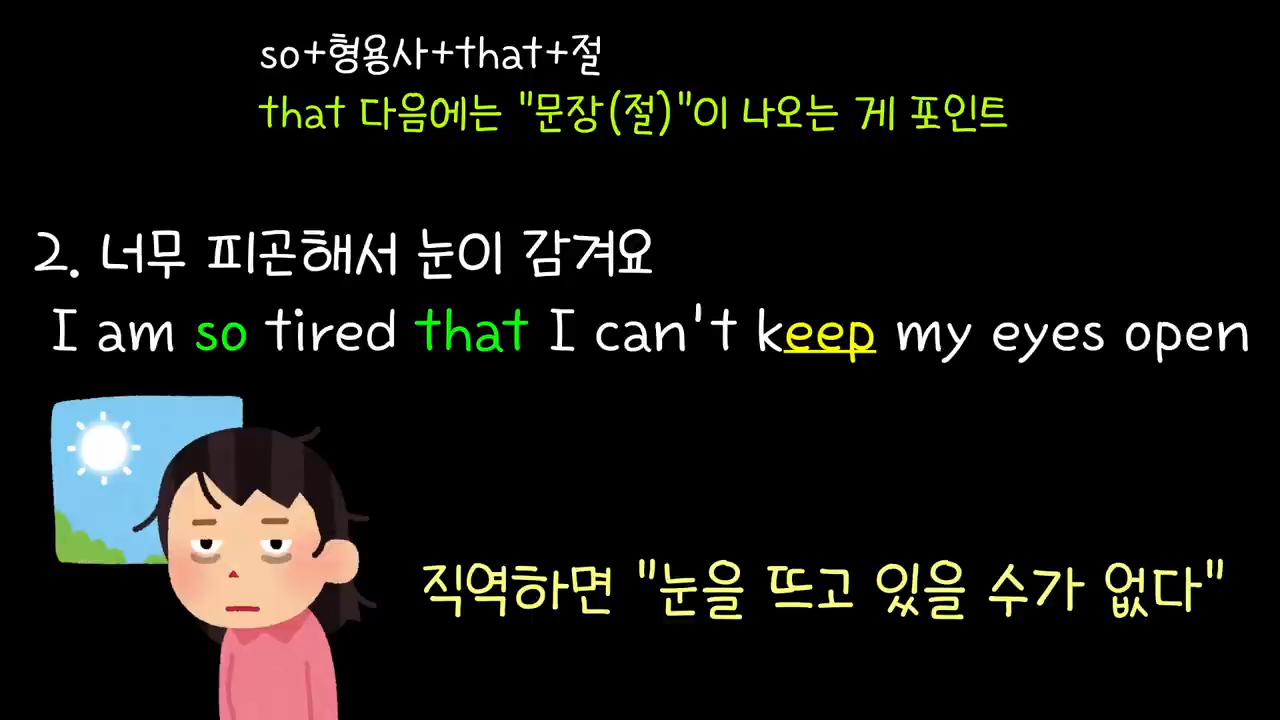 so+형용사+that+절
that 다음에는 "문장(절)"이 나오는 게 포인트
2. 너무 피곤해서 눈이 감겨요
I am so tired that I can't keep my eyes open
직역하면 "눈을 뜨고 있을 수가 없다"